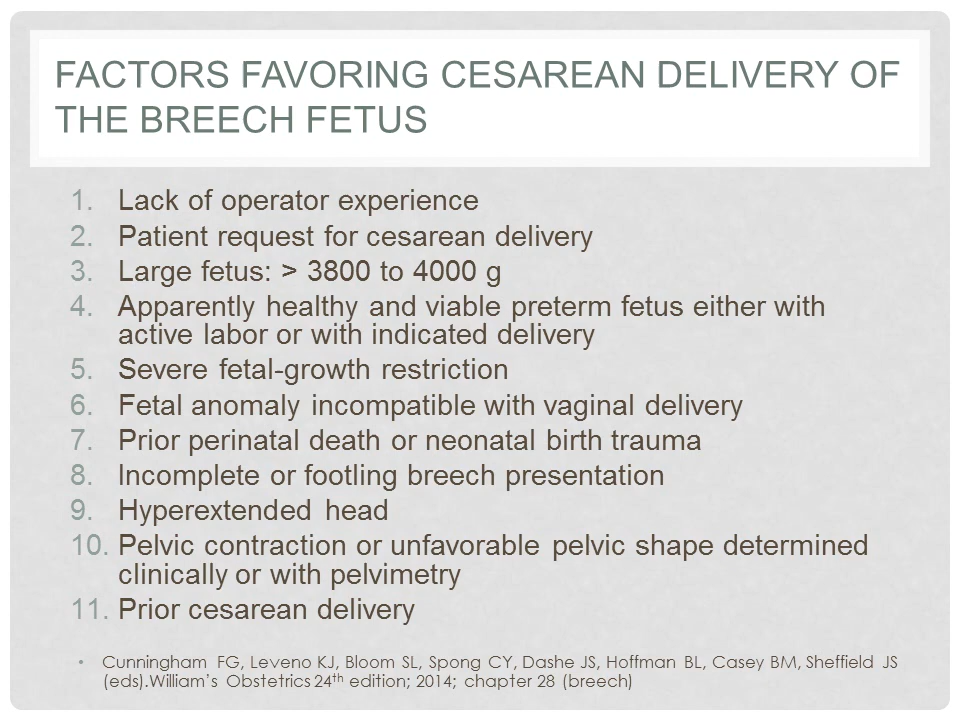 FACTORS FAVORING CESAREAN DELIVERY OF
THE BREECH FETUS
1. Lack of operator experience
2. Patient request for cesarean delivery
3. Large fetus: > 3800 to 4000 g
4. Apparently healthy and viable preterm fetus either with
active labor or with indicated delivery
5. Severe fetal-growth restriction
6. Fetal anomaly incompatible with vaginal delivery
7. Prior perinatal death or neonatal birth trauma
8. Incomplete or footling breech presentation
9. Hyperextended head
10. Pelvic contraction or unfavorable pelvic shape determined
clinically or with pelvimetry
11. Prior cesarean delivery
• Cunningham FG, Leveno KJ, Bloom SL, Spong CY, Dashe JS, Hoffman BL, Casey BM, Sheffield JS
(eds).William’s Obstetrics 24th edition; 2014; chapter 28 (breech)